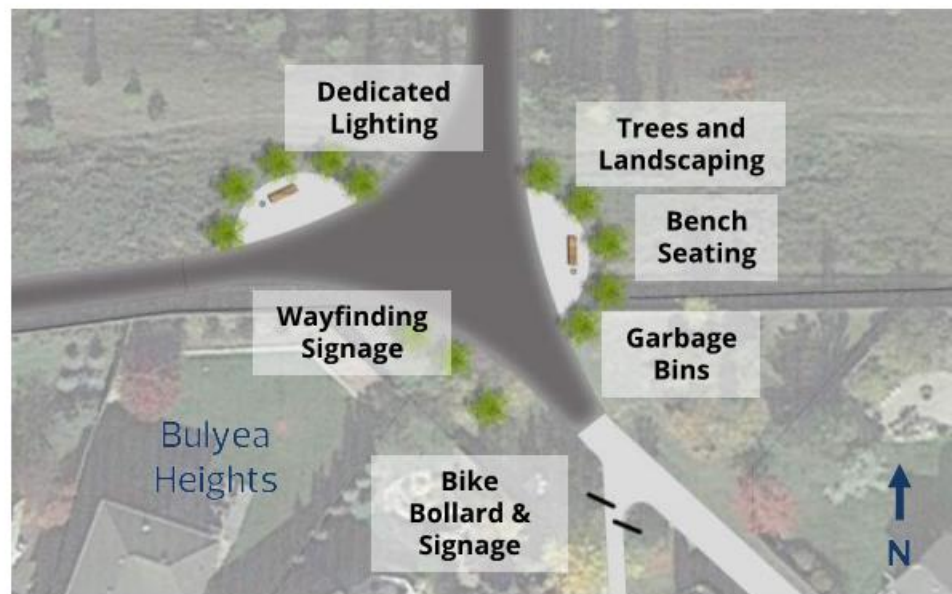 Dedicated
Lighting
Trees and
Landscaping
Bench
Seating
Wayfinding
Signage
Garbage
Bins
Bulyea
Heights
Bike
Bollard &
Signage
N